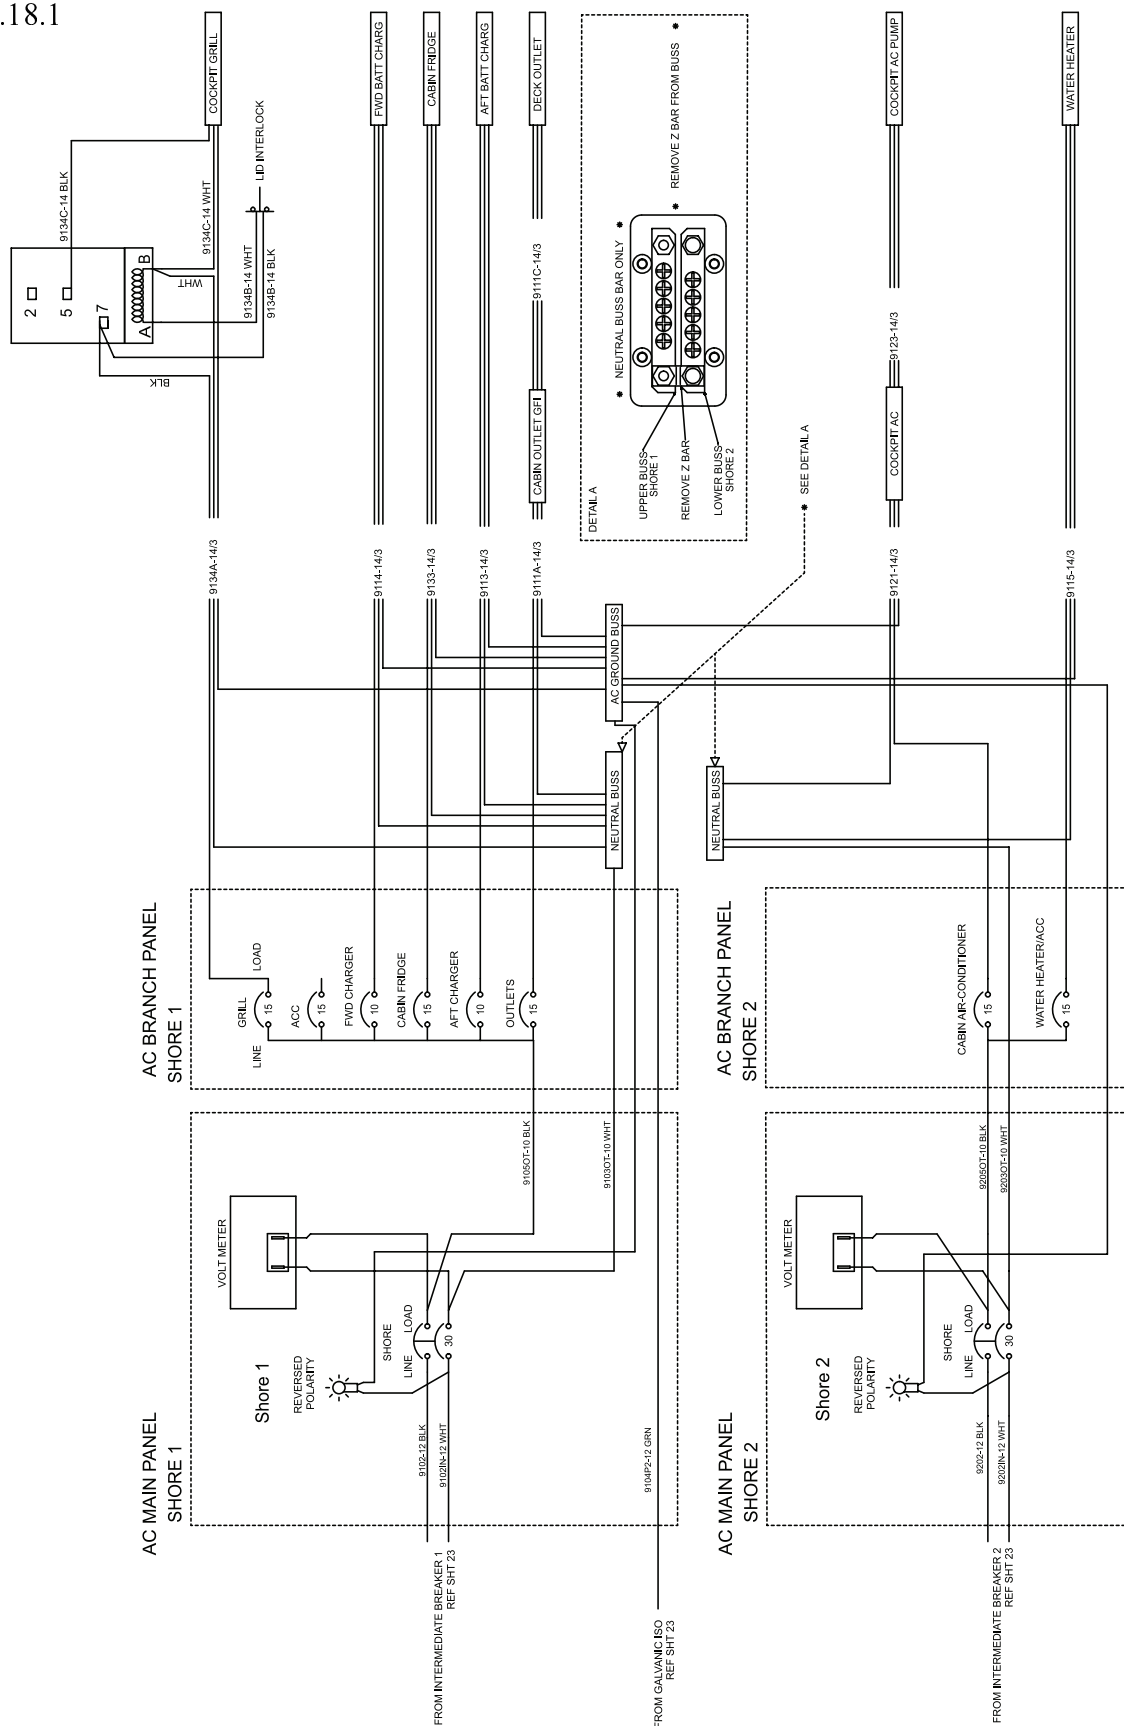 .18.1
COCKPIT GRILL
FWD BATT CHARG
CABIN FRIDGE
AFT BATT CHARG
DECK OUTLET
COCKPIT AC PUMP
WATER HEATER
2
5
7
A
B
9134C-14 BLK
9134C-14 WHT
WHT
BLK
9134B-14 WHT
9134B-14 BLK
LID INTERLOCK
9111C-14/3
CABIN OUTLET GFI
9123-14/3
COCKPIT AC
DETAIL A
* NEUTRAL BUSS BAR ONLY *
* REMOVE Z BAR FROM BUSS *
UPPER BUSS
SHORE 1
REMOVE Z BAR
LOWER BUSS
SHORE 2
* SEE DETAIL A
9134A-14/3
9114-14/3
9133-14/3
9113-14/3
9111A-14/3
9121-14/3
9115-14/3
AC GROUND BUSS
NEUTRAL BUSS
NEUTRAL BUSS
AC BRANCH PANEL
SHORE 1
LINE
LOAD
GRILL
15
ACC
15
FWD CHARGER
10
CABIN FRIDGE
15
AFT CHARGER
10
OUTLETS
15
AC BRANCH PANEL
SHORE 2
CABIN AIR-CONDITIONER
15
WATER HEATER/ACC
15
AC MAIN PANEL
SHORE 1
VOLT METER
Shore 1
REVERSED
POLARITY
SHORE
LINE
LOAD
30
9102-12 BLK
9102IN-12 WHT
9105OT-10 BLK
9103OT-10 WHT
9104P2-12 GRN
FROM INTERMEDIATE BREAKER 1
REF SHT 23
FROM GALVANIC ISO
REF SHT 23
AC MAIN PANEL
SHORE 2
VOLT METER
Shore 2
REVERSED
POLARITY
SHORE
LINE
LOAD
30
9202-12 BLK
9202IN-12 WHT
9205OT-10 BLK
9203OT-10 WHT
FROM INTERMEDIATE BREAKER 2
REF SHT 23